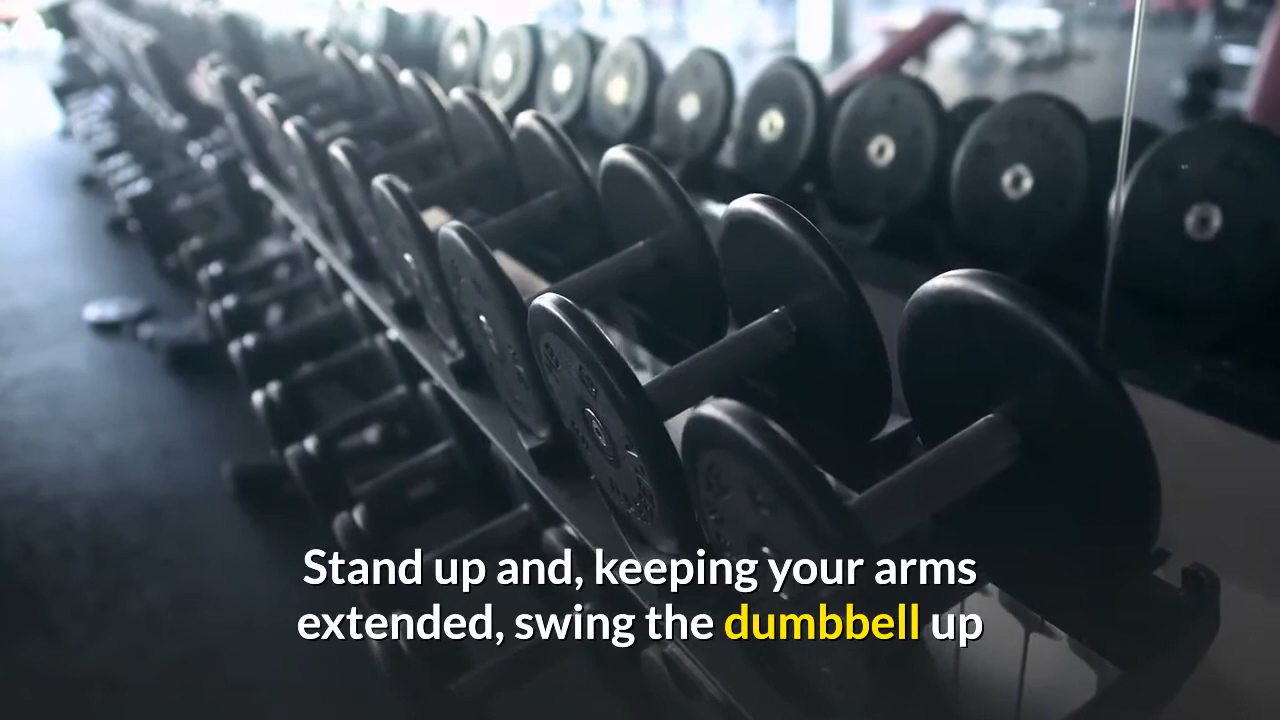 Stand up and, keeping your arms
extended, swing the dumbbell up